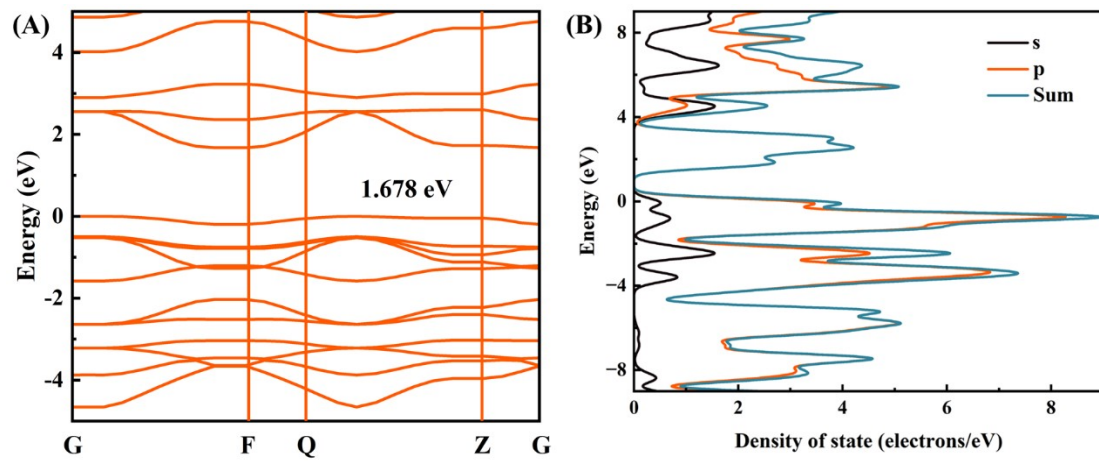 (A)
4
2
0
−2
−4
Energy (eV)
1.678 eV
G F Q Z G
(B)
8
4
0
−4
−8
Energy (eV)
s
p
Sum
0 2 4 6 8
Density of state (electrons/eV)